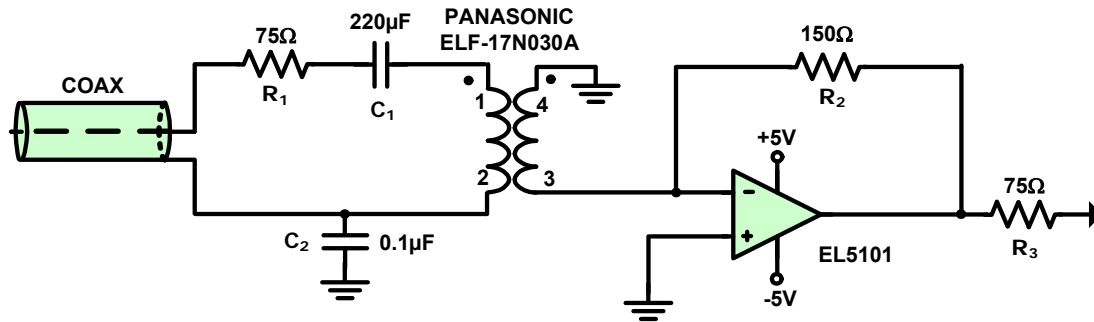 PANASONIC
ELF-17N030A
220µF
75Ω
150Ω
COAX
R1
C1
1
4
R2
2
3
+5V
-
+
75Ω
C2
0.1µF
EL5101
R3
-5V